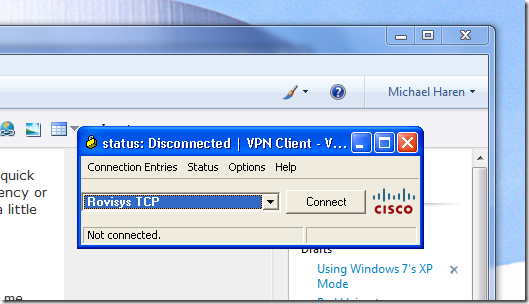 Michael Haren
status: Disconnected | VPN Client - V...
quick
ency or
a little
me
Connection Entries Status Options Help
Rovisys TCP
Connect
CISCO
Not connected.
Drafts
Using Windows 7's XP
Mode